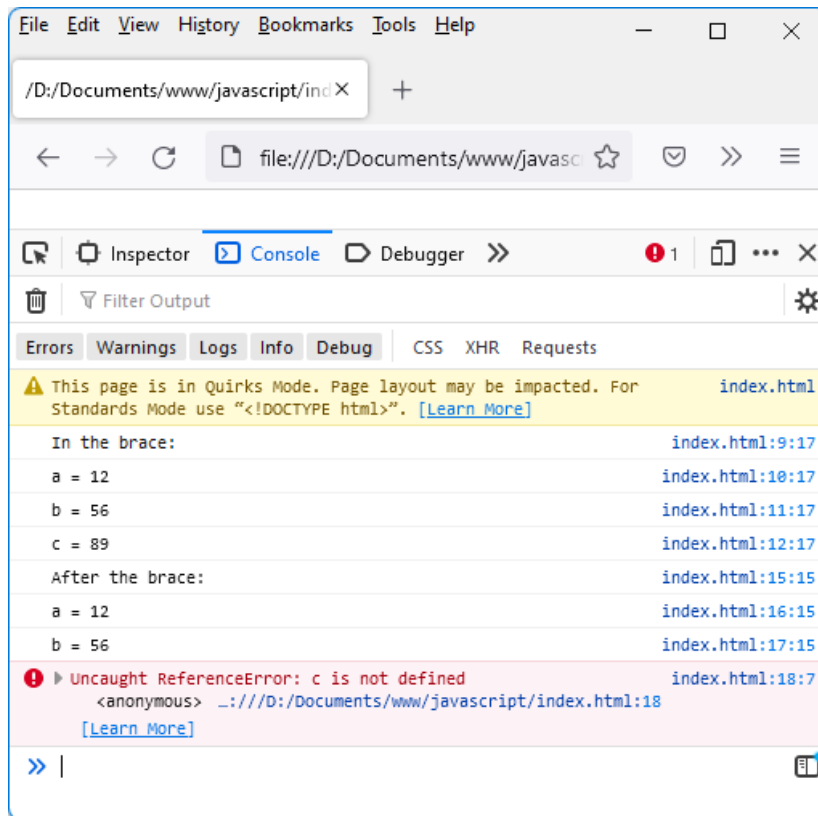 File Edit View History Bookmarks Tools Help
/D:/Documents/www/javascript/ind
file:///D:/Documents/www/javasc
Inspector Console Debugger 1
Filter Output
Errors Warnings Logs Info Debug CSS XHR Requests
This page is in Quirks Mode. Page layout may be impacted. For index.html
Standards Mode use “<!DOCTYPE html>”. [Learn More]
In the brace: index.html:9:17
a = 12 index.html:10:17
b = 56 index.html:11:17
c = 89 index.html:12:17
After the brace: index.html:15:15
a = 12 index.html:16:15
b = 56 index.html:17:15
Uncaught ReferenceError: c is not defined index.html:18:7
<anonymous> …:///D:/Documents/www/javascript/index.html:18
[Learn More]